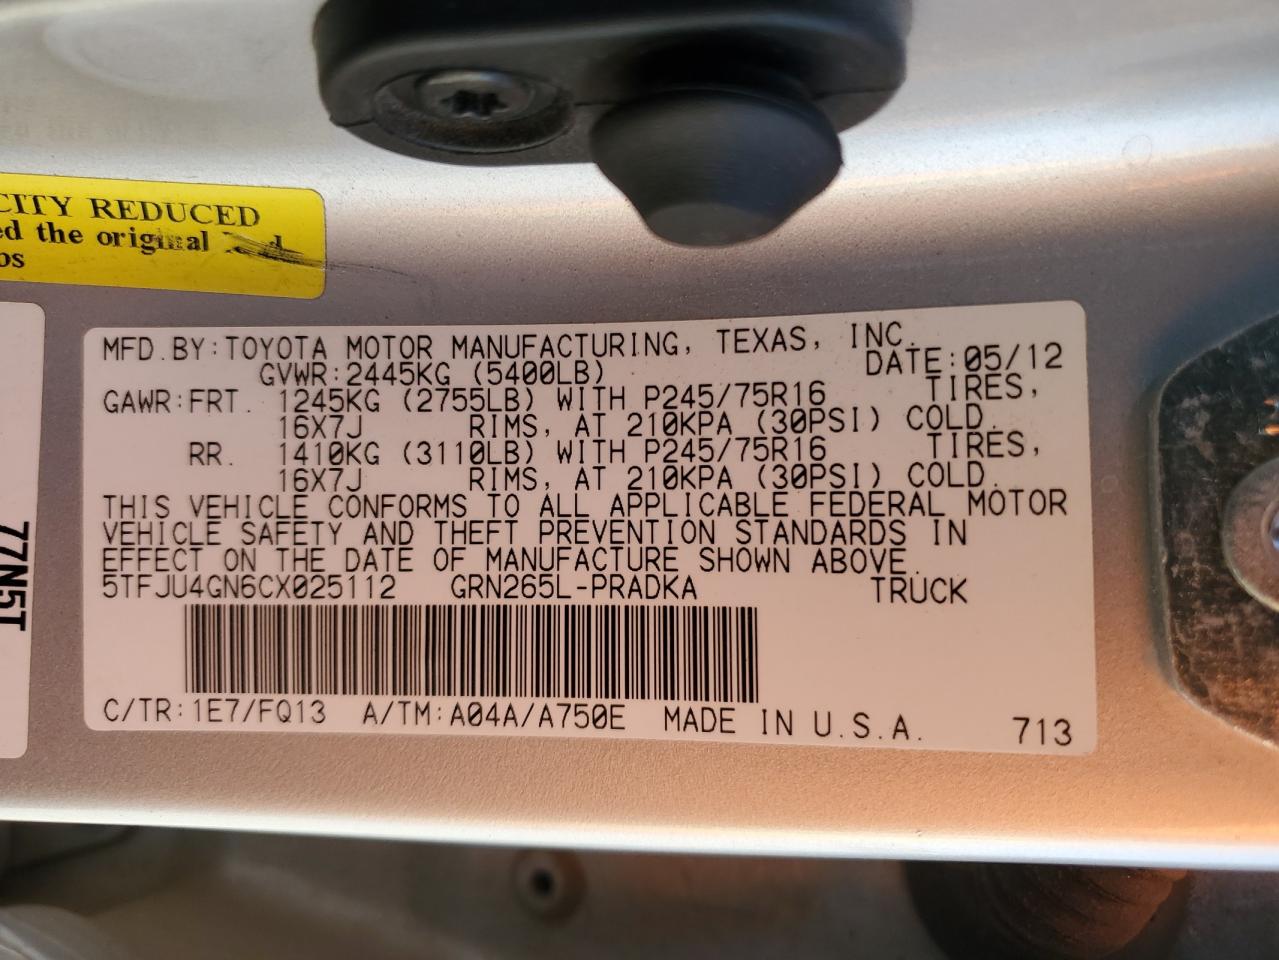 CITY REDUCED
ed the original
os
77N5T
MFD.BY:TOYOTA MOTOR MANUFACTURING, TEXAS, INC.
DATE:05/12
GVWR:2445KG (5400LB)
GAWR:FRT. 1245KG (2755LB) WITH P245/75R16 TIRES,
16X7J RIMS, AT 210KPA (30PSI) COLD.
RR. 1410KG (3110LB) WITH P245/75R16 TIRES,
16X7J RIMS, AT 210KPA (30PSI) COLD.
THIS VEHICLE CONFORMS TO ALL APPLICABLE FEDERAL MOTOR
VEHICLE SAFETY AND THEFT PREVENTION STANDARDS IN
EFFECT ON THE DATE OF MANUFACTURE SHOWN ABOVE.
5TFJU4GN6CX025112 GRN265L-PRADKA TRUCK
C/TR:1E7/FQ13 A/TM:A04A/A750E MADE IN U.S.A. 713